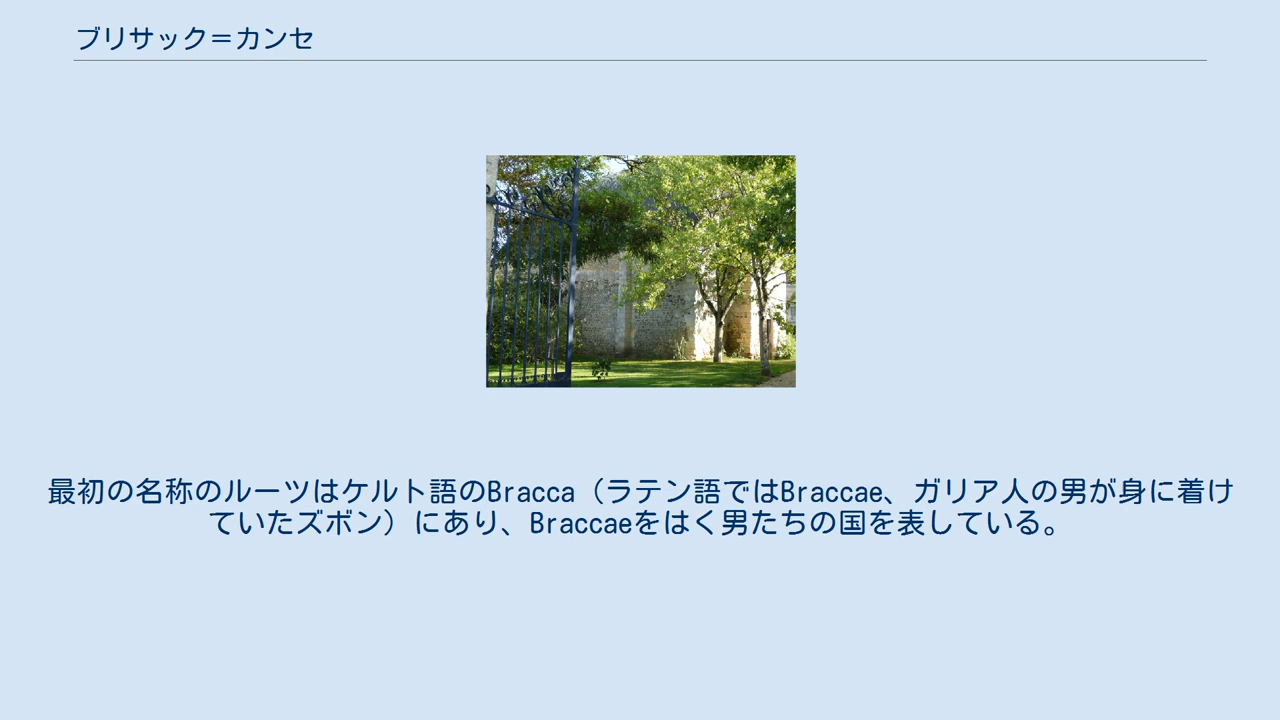 ブリサック＝カンセ
最初の名称のルーツはケルト語のBracca（ラテン語ではBraccae、ガリア人の男が身に着け
ていたズボン）にあり、Braccaeをはく男たちの国を表している。